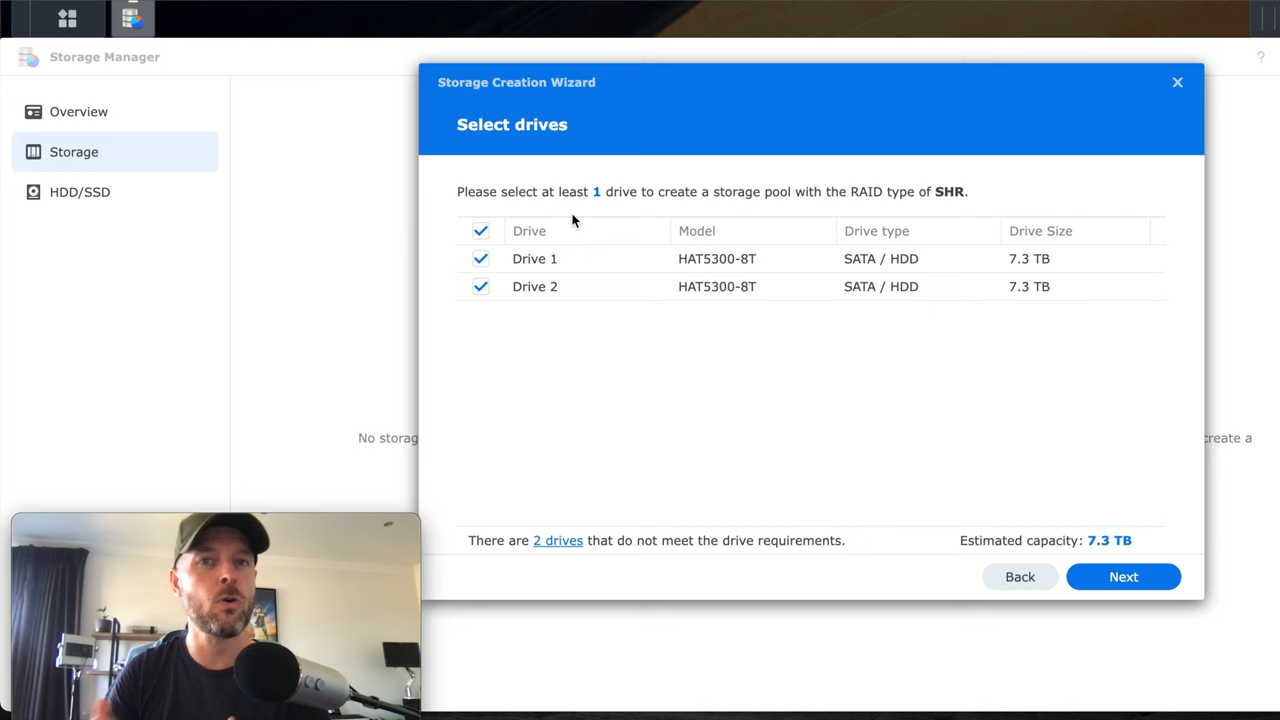 Storage Manager
?
Overview
Storage
HDD/SSD
No storag
create a
Storage Creation Wizard
Select drives
Please select at least 1 drive to create a storage pool with the RAID type of SHR.
Drive Model Drive type Drive Size
Drive 1 HAT5300-8T SATA / HDD 7.3 TB
Drive 2 HAT5300-8T SATA / HDD 7.3 TB
There are 2 drives that do not meet the drive requirements. Estimated capacity: 7.3 TB
Back Next